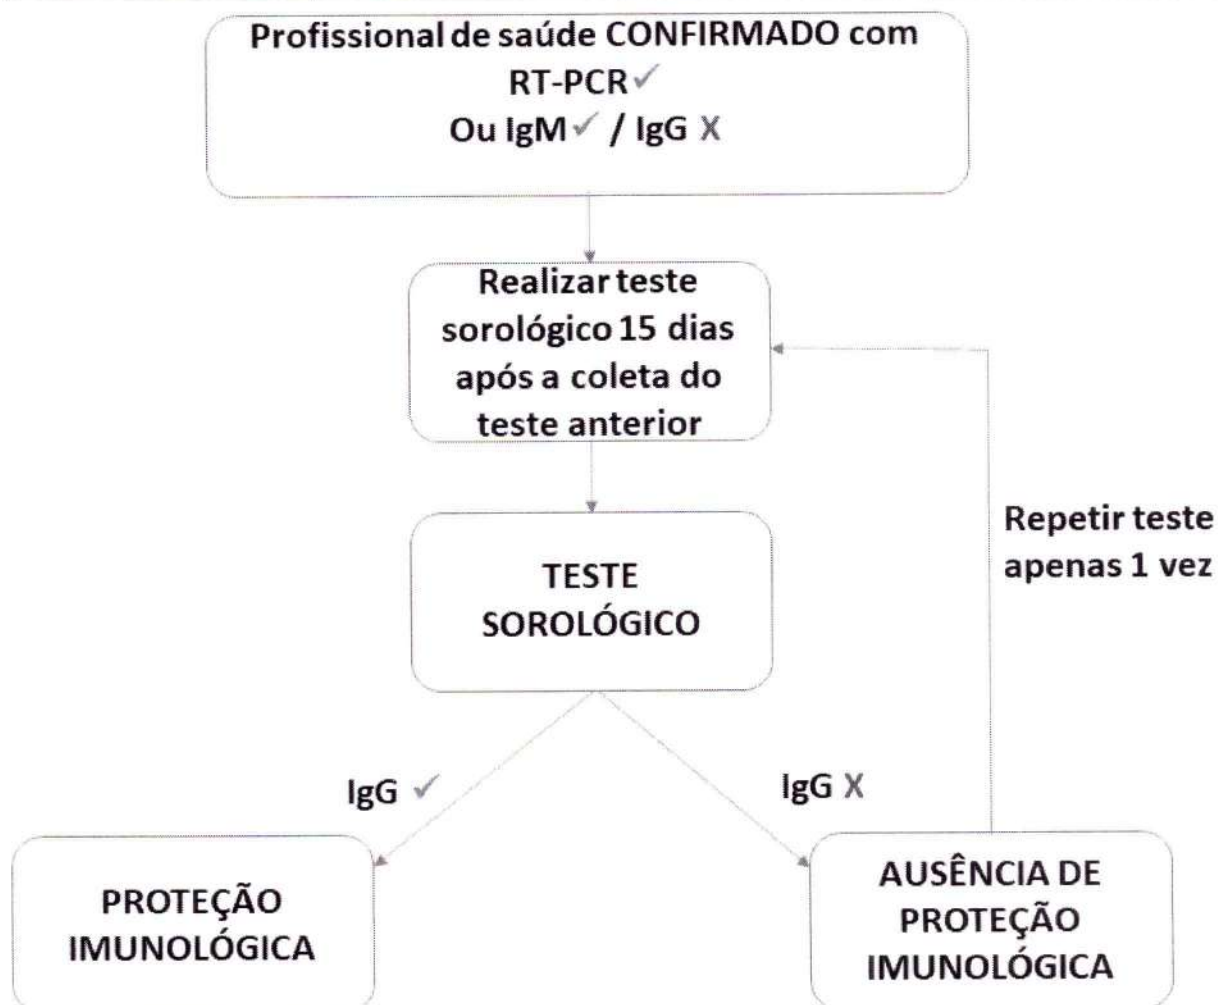 Profissional de saúde CONFIRMADO com
RT-PCR ✓
Ou IgM ✓ / IgG X
Realizar teste
sorológico 15 dias
após a coleta do
teste anterior
Repetir teste
apenas 1 vez
TESTE
SOROLÓGICO
IgG ✓
IgG X
PROTEÇÃO
IMUNOLÓGICA
AUSÊNCIA DE
PROTEÇÃO
IMUNOLÓGICA